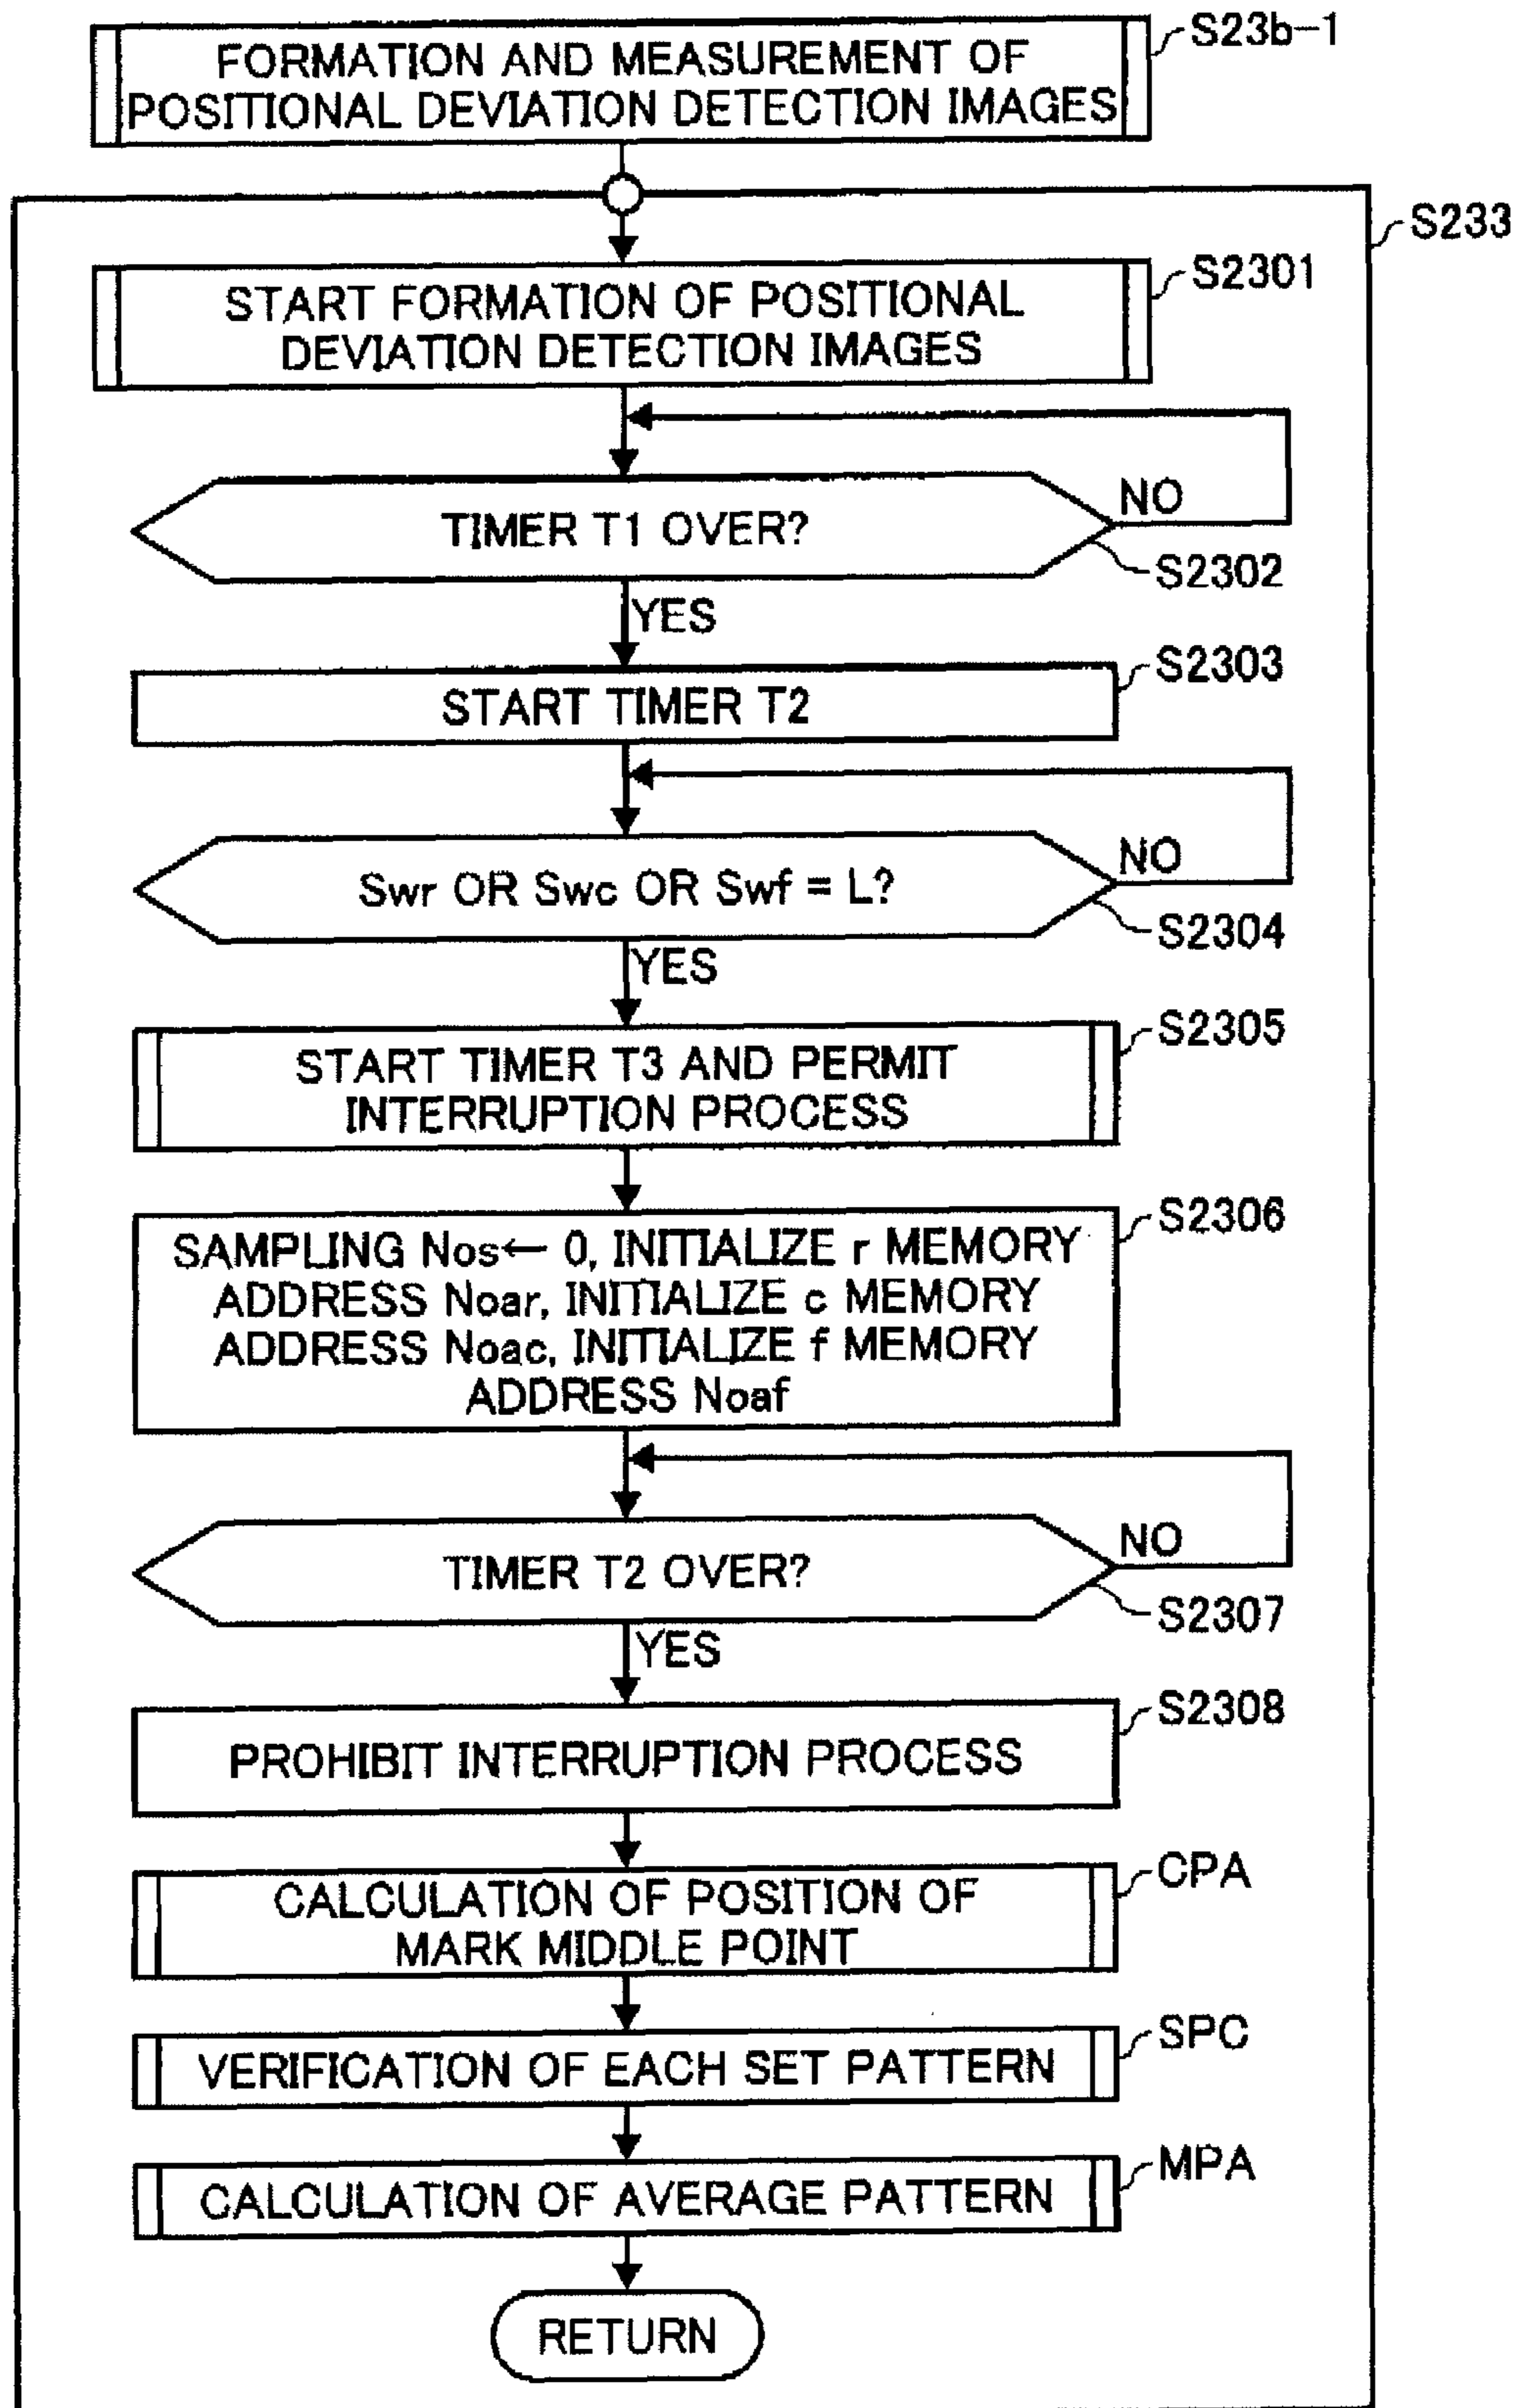 S23b-1
FORMATION AND MEASUREMENT OF
POSITIONAL DEVIATION DETECTION IMAGES
S233
S2301
START FORMATION OF POSITIONAL
DEVIATION DETECTION IMAGES
NO
TIMER T1 OVER?
S2302
YES
S2303
START TIMER T2
NO
Swr OR Swc OR Swf = L?
S2304
YES
S2305
START TIMER T3 AND PERMIT
INTERRUPTION PROCESS
S2306
SAMPLING Nos← 0, INITIALIZE r MEMORY
ADDRESS Noar, INITIALIZE c MEMORY
ADDRESS Noac, INITIALIZE f MEMORY
ADDRESS Noaf
NO
TIMER T2 OVER?
S2307
YES
S2308
PROHIBIT INTERRUPTION PROCESS
CPA
CALCULATION OF POSITION OF
MARK MIDDLE POINT
SPC
VERIFICATION OF EACH SET PATTERN
MPA
CALCULATION OF AVERAGE PATTERN
RETURN